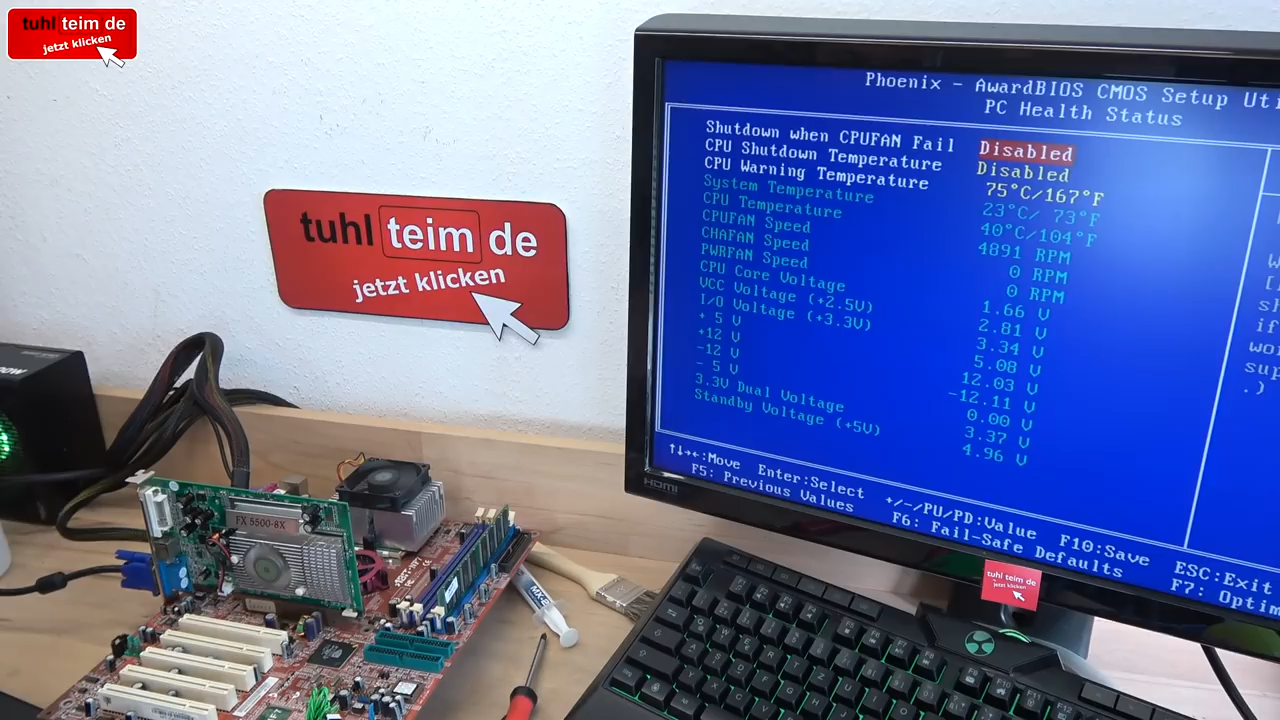 tuhl teim de
jetzt klicken
tuhl teim de
jetzt klicken
Phoenix - AwardBIOS CMOS Setup Uti
PC Health Status
Shutdown when CPUFAN Fail Disabled
CPU Shutdown Temperature Disabled
CPU Warning Temperature 75°C/167°F
System Temperature 23°C/ 73°F
CPU Temperature 40°C/104°F
CPUFAN Speed 4891 RPM
CHAFAN Speed 0 RPM
PWRFAN Speed 0 RPM
CPU Core Voltage 1.66 V
VCC Voltage (+2.5V) 2.81 V
I/O Voltage (+3.3V) 3.34 V
+ 5 V 5.08 V
+12 V 12.03 V
-12 V -12.11 V
- 5 V 0.00 V
3.3V Dual Voltage 3.37 V
Standby Voltage (+5V) 4.96 V
↑↓→←:Move Enter:Select +/-/PU/PD:Value F10:Save ESC:Exit
F5: Previous Values F6: Fail-Safe Defaults F7: Optim
HDMI
tuhl teim de
jetzt klicken
FX 5500-8X
MX-2